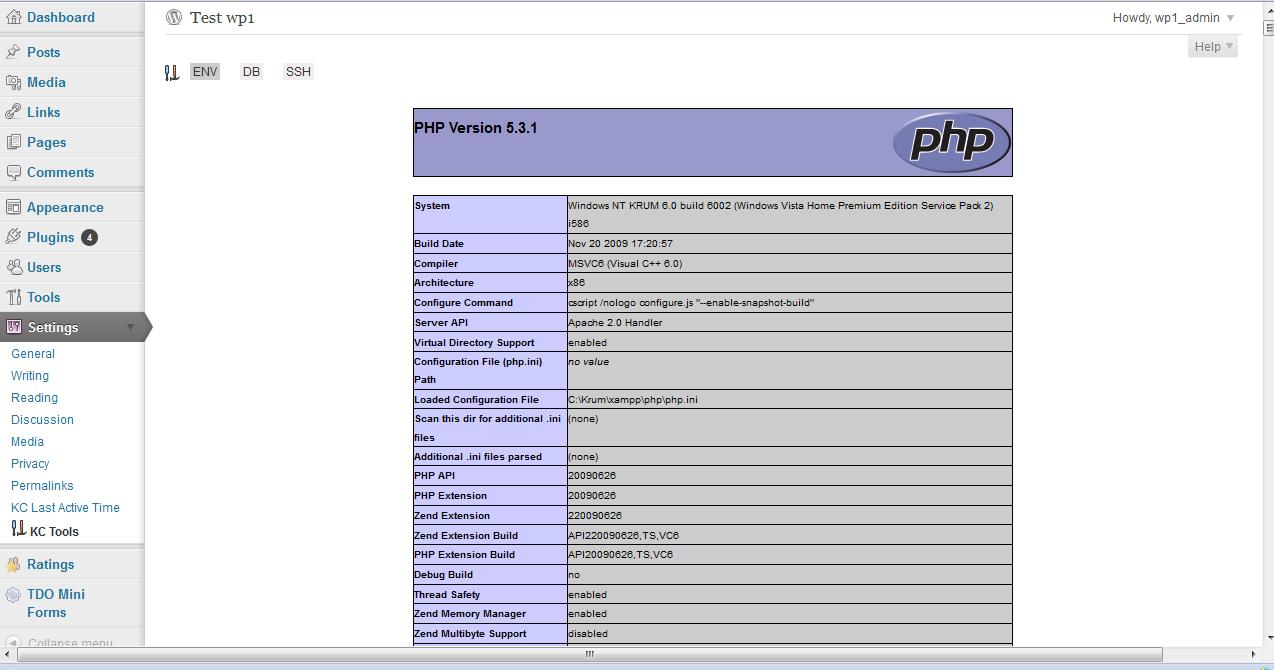 Dashboard
Posts
Media
Links
Pages
Comments
Appearance
Plugins 4
Users
Tools
Settings
General
Writing
Reading
Discussion
Media
Privacy
Permalinks
KC Last Active Time
KC Tools
Ratings
TDO Mini
Forms
Collapse menu
Test wp1
Howdy, wp1_admin
Help
ENV DB SSH
PHP Version 5.3.1
php
System Windows NT KRUM 6.0 build 6002 (Windows Vista Home Premium Edition Service Pack 2)
i586
Build Date Nov 20 2009 17:20:57
Compiler MSVC6 (Visual C++ 6.0)
Architecture x86
Configure Command cscript /nologo configure.js "--enable-snapshot-build"
Server API Apache 2.0 Handler
Virtual Directory Support enabled
Configuration File (php.ini) no value
Path
Loaded Configuration File C:\Krum\xampp\php\php.ini
Scan this dir for additional .ini (none)
files
Additional .ini files parsed (none)
PHP API 20090626
PHP Extension 20090626
Zend Extension 220090626
Zend Extension Build API220090626,TS,VC6
PHP Extension Build API20090626,TS,VC6
Debug Build no
Thread Safety enabled
Zend Memory Manager enabled
Zend Multibyte Support disabled